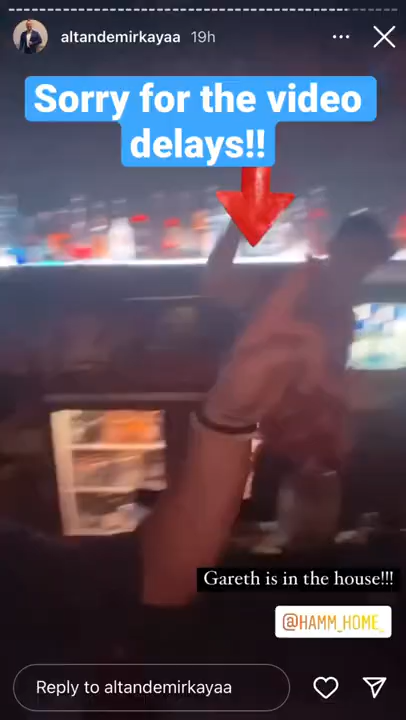 altandemirkayaa 19h
Sorry for the video
delays!!
Gareth is in the house!!!
@HAMM_HOME_
Reply to altandemirkayaa